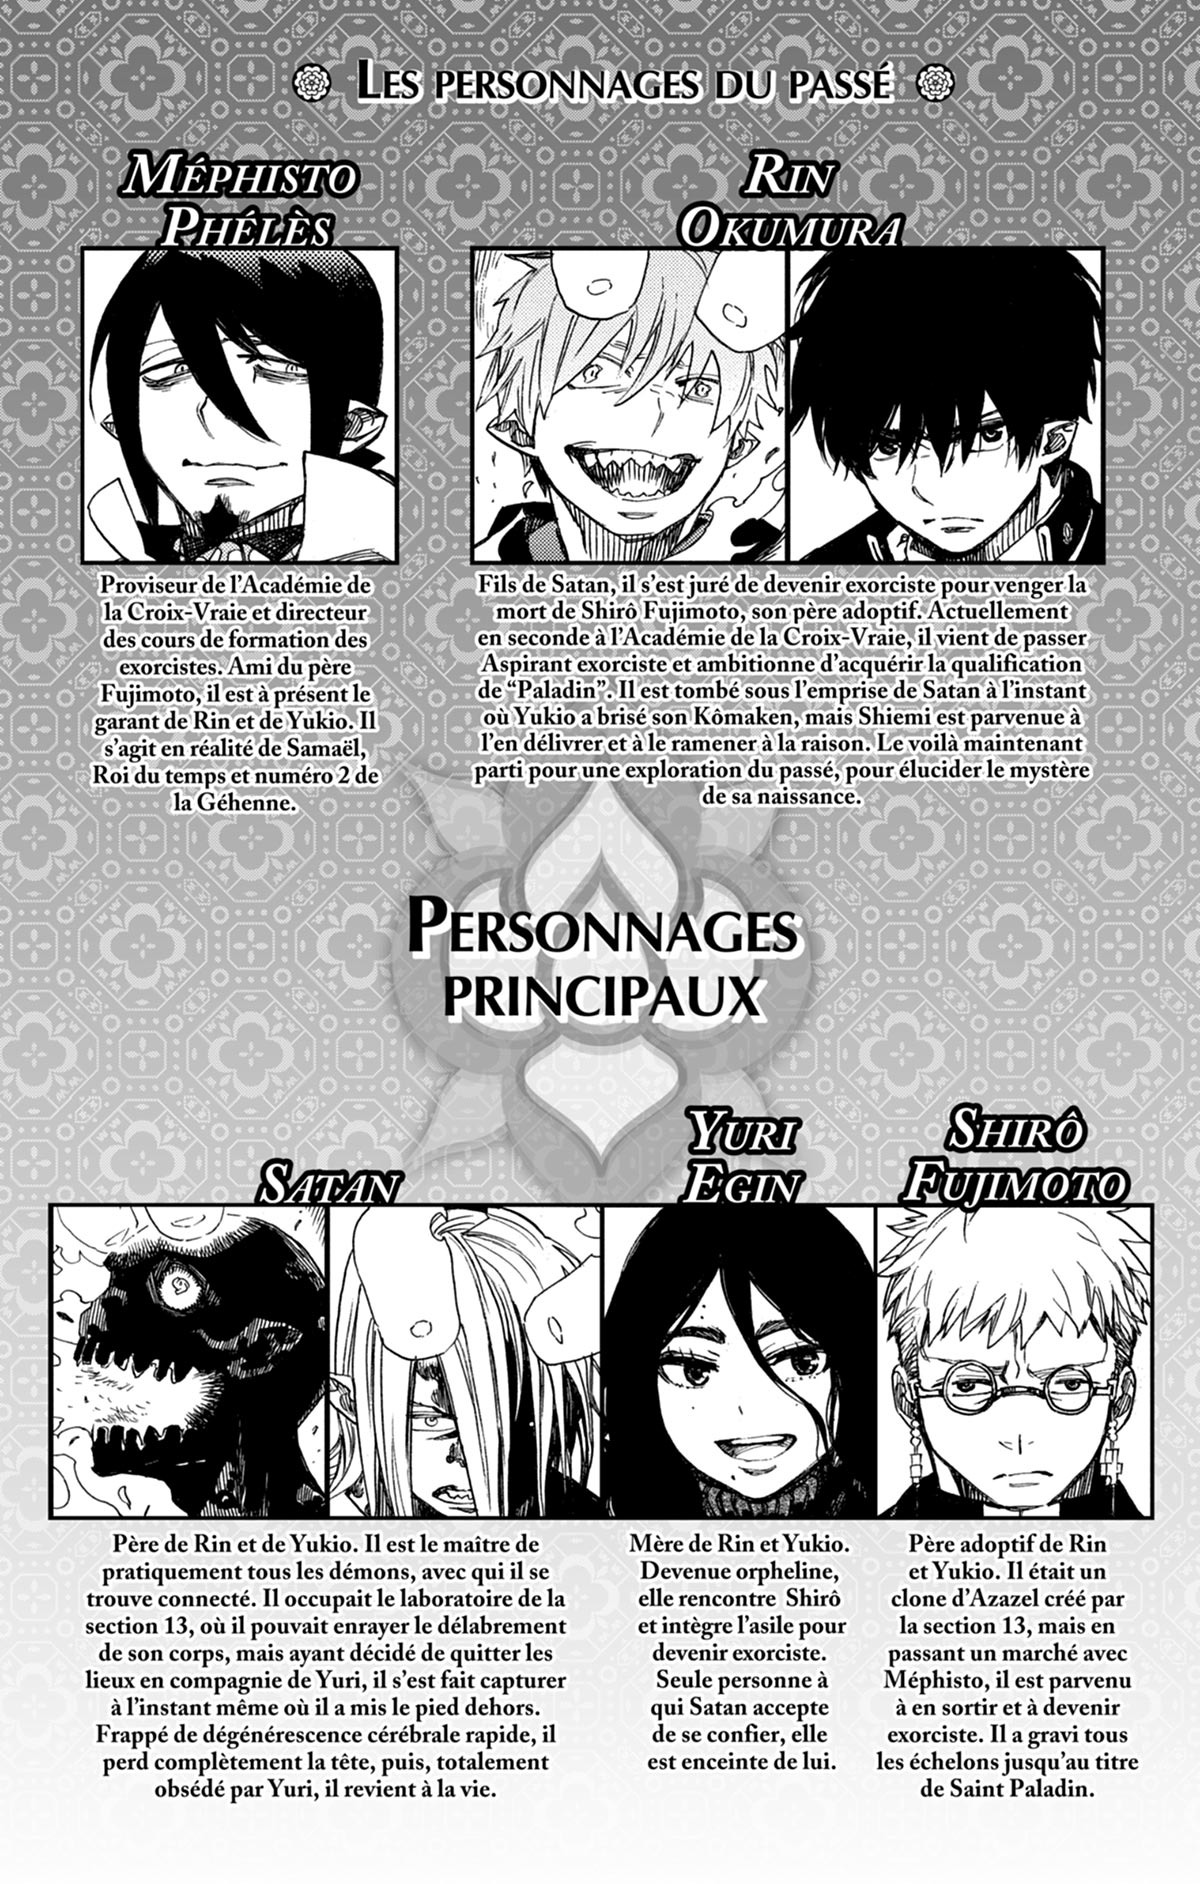 Les personnages du passé
Méphisto
Phélès
Proviseur de l'Académie de
la Croix-Vraie et directeur
des cours de formation des
exorcistes. Ami du père
Fujimoto, il est à présent le
garant de Rin et de Yukio. Il
s'agit en réalité de Samaël,
Roi du temps et numéro 2 de
la Géhenne.
Rin
Okumura
Fils de Satan, il s'est juré de devenir exorciste pour venger la
mort de Shirô Fujimoto, son père adoptif. Actuellement
en seconde à l'Académie de la Croix-Vraie, il vient de passer
Aspirant exorciste et ambitionne d'acquérir la qualification
de “Paladin”. Il est tombé sous l'emprise de Satan à l'instant
où Yukio a brisé son Kômaken, mais Shiemi est parvenue à
l'en délivrer et à le ramener à la raison. Le voilà maintenant
parti pour une exploration du passé, pour élucider le mystère
de sa naissance.
Personnages
principaux
Satan
Père de Rin et de Yukio. Il est le maître de
pratiquement tous les démons, avec qui il se
trouve connecté. Il occupait le laboratoire de la
section 13, où il pouvait enrayer le délabrement
de son corps, mais ayant décidé de quitter les
lieux en compagnie de Yuri, il s'est fait capturer
à l'instant même où il a mis le pied dehors.
Frappé de dégénérescence cérébrale rapide, il
perd complètement la tête, puis, totalement
obsédé par Yuri, il revient à la vie.
Yuri
Egin
Mère de Rin et Yukio.
Devenue orpheline,
elle rencontre Shirô
et intègre l'asile pour
devenir exorciste.
Seule personne à
qui Satan accepte
de se confier, elle
est enceinte de lui.
Shirô
Fujimoto
Père adoptif de Rin
et Yukio. Il était un
clone d'Azazel créé par
la section 13, mais en
passant un marché avec
Méphisto, il est parvenu
à en sortir et à devenir
exorciste. Il a gravi tous
les échelons jusqu'au titre
de Saint Paladin.